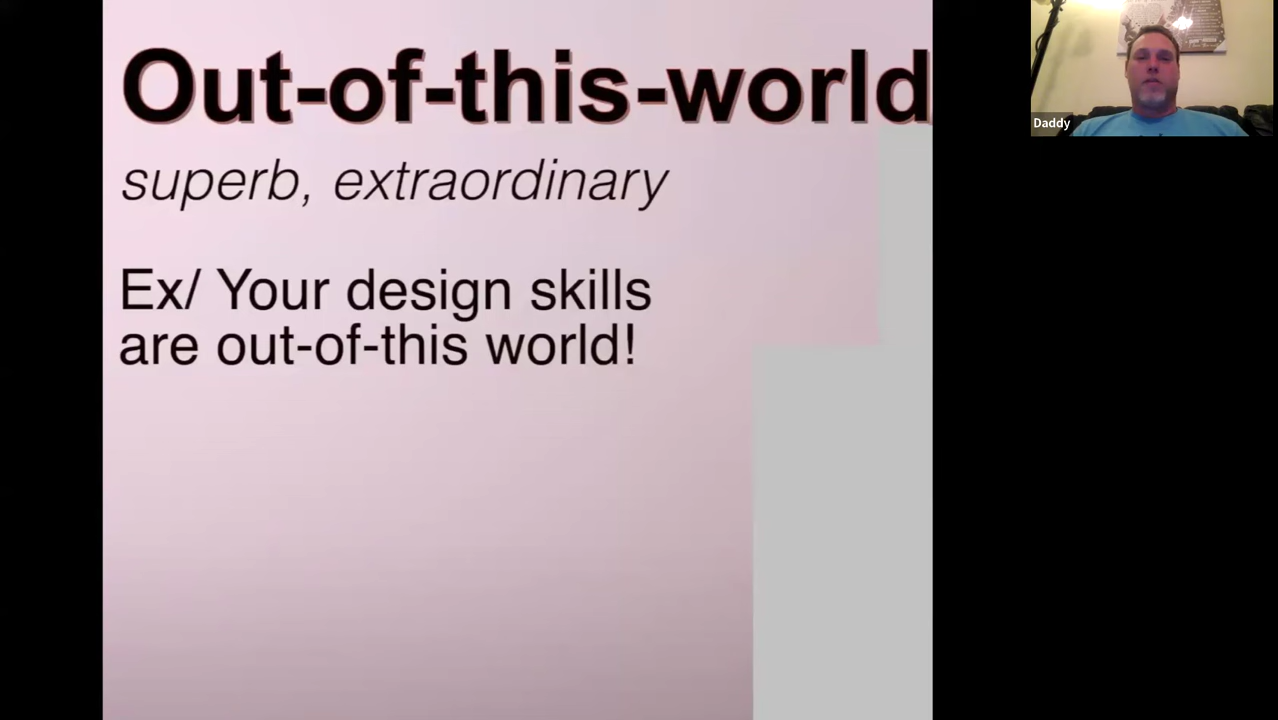 Out-of-this-world
superb, extraordinary
Ex/ Your design skills
are out-of-this world!
Daddy